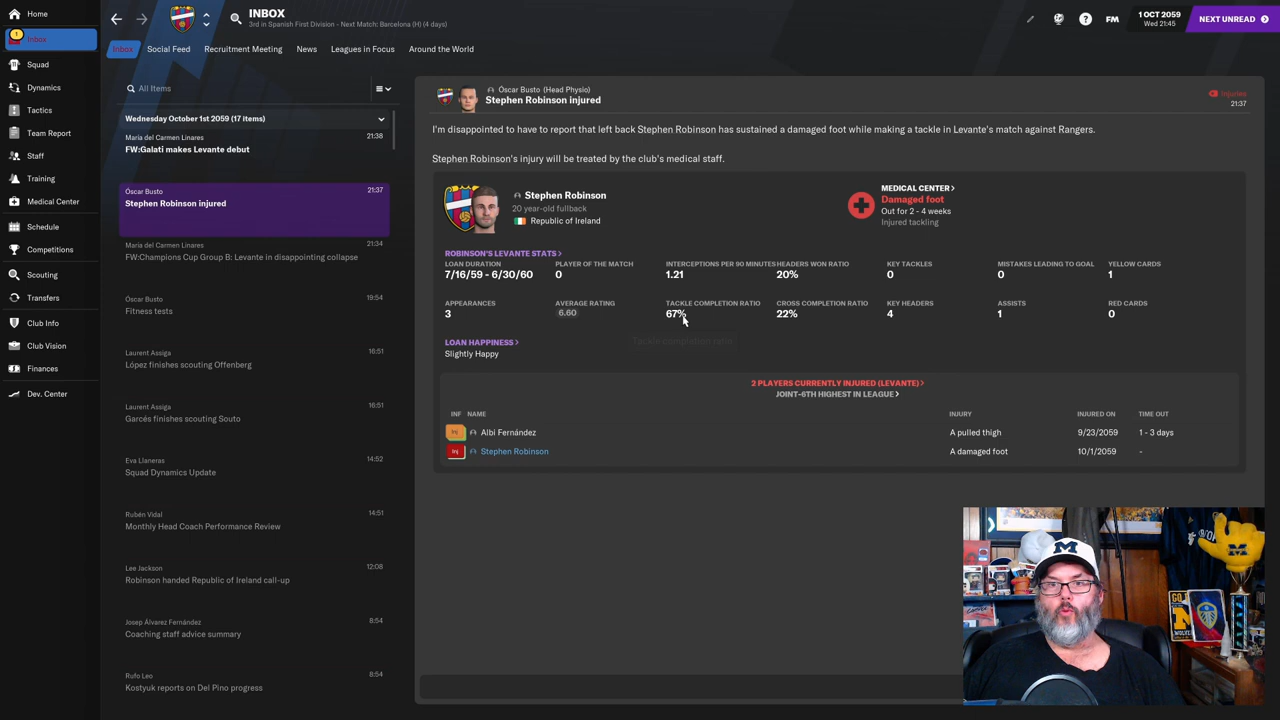 Home
Inbox
Squad
Dynamics
Tactics
Team Report
Staff
Training
Medical Center
Schedule
Competitions
Scouting
Transfers
Club Info
Club Vision
Finances
Dev. Center
INBOX
3rd in Spanish First Division - Next Match: Barcelona (H) (4 days)
FM
1 OCT 2059
Wed 21:45
NEXT UNREAD
Inbox
Social Feed
Recruitment Meeting
News
Leagues in Focus
Around the World
All Items
Wednesday October 1st 2059 (17 items)
Maria del Carmen Linares
21:38
FW:Galati makes Levante debut
Óscar Busto
21:37
Stephen Robinson injured
Maria del Carmen Linares
21:34
FW:Champions Cup Group B: Levante in disappointing collapse
Óscar Busto
19:54
Fitness tests
Laurent Assiga
16:51
López finishes scouting Offenberg
Laurent Assiga
16:51
Garcés finishes scouting Souto
Eva Llaneras
14:52
Squad Dynamics Update
Rubén Vidal
14:51
Monthly Head Coach Performance Review
Lee Jackson
12:08
Robinson handed Republic of Ireland call-up
Josep Álvarez Fernández
8:54
Coaching staff advice summary
Rufo Leo
8:54
Kostyuk reports on Del Pino progress
Óscar Busto (Head Physio)
Stephen Robinson injured
Injuries
21:37
I'm disappointed to have to report that left back Stephen Robinson has sustained a damaged foot while making a tackle in Levante's match against Rangers.
Stephen Robinson's injury will be treated by the club's medical staff.
Stephen Robinson
20 year-old fullback
Republic of Ireland
MEDICAL CENTER >
Damaged foot
Out for 2 - 4 weeks
Injured tackling
ROBINSON'S LEVANTE STATS >
LOAN DURATION
PLAYER OF THE MATCH
INTERCEPTIONS PER 90 MINUTES
HEADERS WON RATIO
KEY TACKLES
MISTAKES LEADING TO GOAL
YELLOW CARDS
7/16/59 - 6/30/60
0
1.21
20%
0
0
1
APPEARANCES
AVERAGE RATING
TACKLE COMPLETION RATIO
CROSS COMPLETION RATIO
KEY HEADERS
ASSISTS
RED CARDS
3
6.60
67%
22%
4
1
0
Tackle completion ratio
LOAN HAPPINESS >
Slightly Happy
2 PLAYERS CURRENTLY INJURED (LEVANTE) >
JOINT-6TH HIGHEST IN LEAGUE >
INF NAME
INJURY
INJURED ON
TIME OUT
Inj
Albi Fernández
A pulled thigh
9/23/2059
1 - 3 days
Inj
Stephen Robinson
A damaged foot
10/1/2059
-